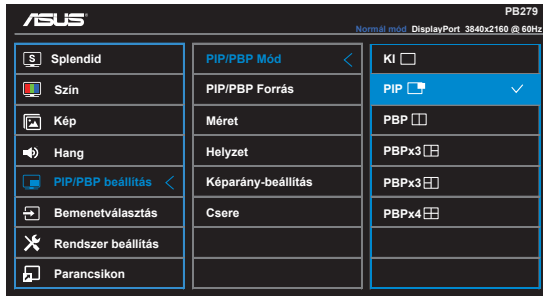 ASUS
PB279
Normál mód DisplayPort 3840x2160 @ 60Hz
S Splendid
Szín
Kép
Hang
PIP/PBP beállítás
Bemenetválasztás
Rendszer beállítás
Parancsikon
PIP/PBP Mód
PIP/PBP Forrás
Méret
Helyzet
Képarány-beállítás
Csere
KI
PIP
PBP
PBPx3
PBPx3
PBPx4